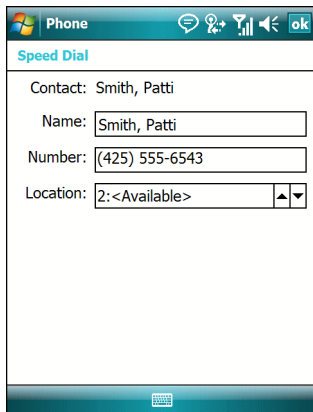 Phone ok
Speed Dial
Contact: Smith, Patti
Name: Smith, Patti
Number: (425) 555-6543
Location: 2:<Available>